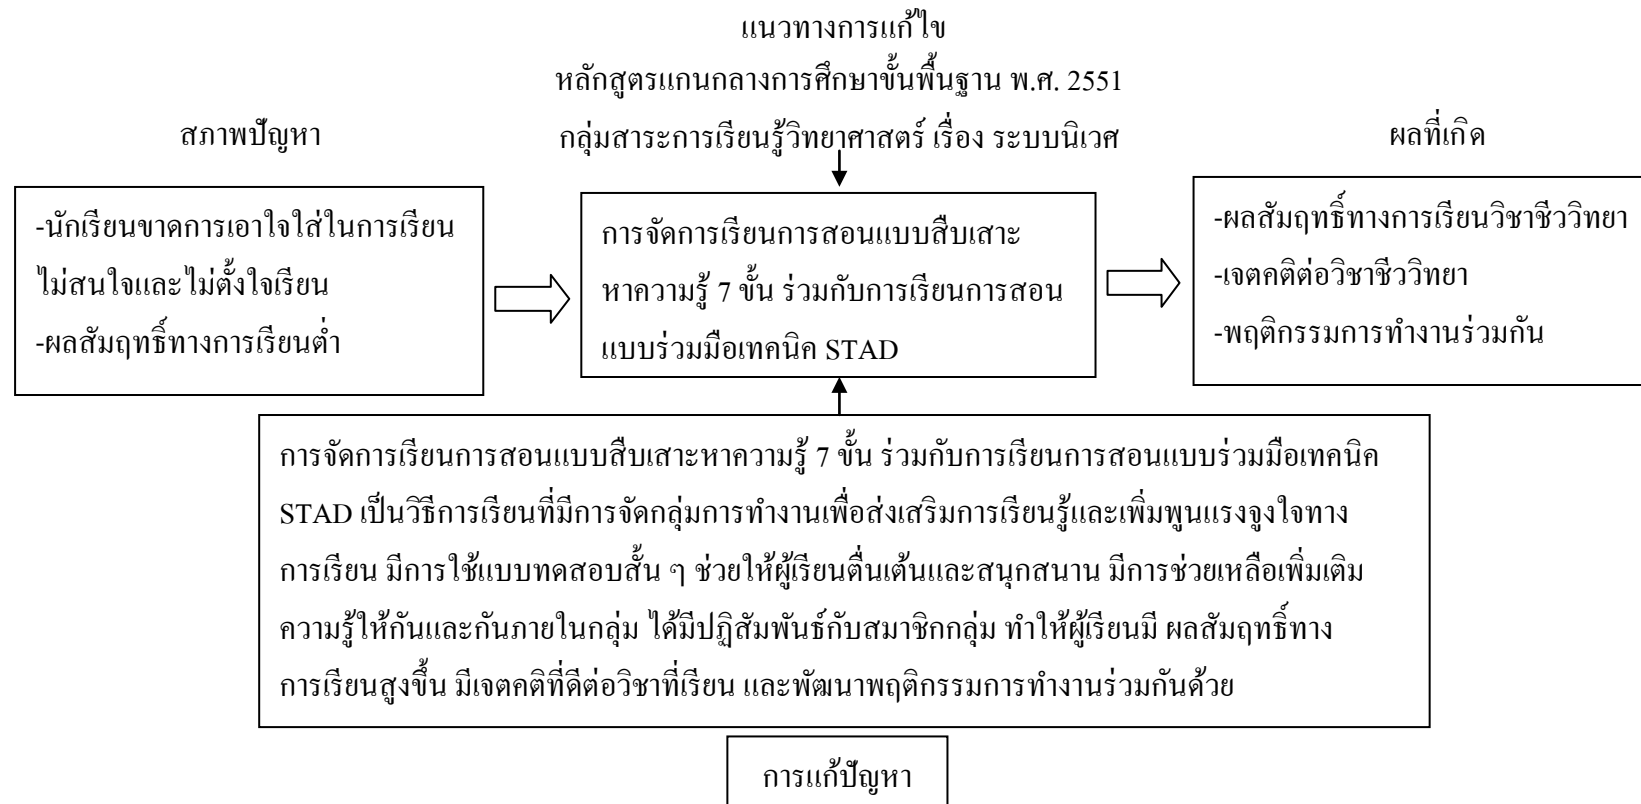 แนวทางการแก้ไข
หลักสูตรแกนกลางการศึกษาขั้นพื้นฐาน พ.ศ. 2551
กลุ่มสาระการเรียนรู้วิทยาศาสตร์ เรื่อง ระบบนิเวศ
สภาพปัญหา
-นักเรียนขาดการเอาใจใส่ในการเรียน
ไม่สนใจและไม่ตั้งใจเรียน
-ผลสัมฤทธิ์ทางการเรียนต่ำ
การจัดการเรียนการสอนแบบสืบเสาะ
หาความรู้ 7 ขั้น ร่วมกับการเรียนการสอน
แบบร่วมมือเทคนิค STAD
ผลที่เกิด
-ผลสัมฤทธิ์ทางการเรียนวิชาชีววิทยา
-เจตคติต่อวิชาชีววิทยา
-พฤติกรรมการทำงานร่วมกัน
การจัดการเรียนการสอนแบบสืบเสาะหาความรู้ 7 ขั้น ร่วมกับการเรียนการสอนแบบร่วมมือเทคนิค
STAD เป็นวิธีการเรียนที่มีการจัดกลุ่มการทำงานเพื่อส่งเสริมการเรียนรู้และเพิ่มพูนแรงจูงใจทาง
การเรียน มีการใช้แบบทดสอบสั้น ๆ ช่วยให้ผู้เรียนตื่นเต้นและสนุกสนาน มีการช่วยเหลือเพิ่มเติม
ความรู้ให้กันและกันภายในกลุ่ม ได้มีปฏิสัมพันธ์กับสมาชิกกลุ่ม ทำให้ผู้เรียนมี ผลสัมฤทธิ์ทาง
การเรียนสูงขึ้น มีเจตคติที่ดีต่อวิชาที่เรียน และพัฒนาพฤติกรรมการทำงานร่วมกันด้วย
การแก้ปัญหา